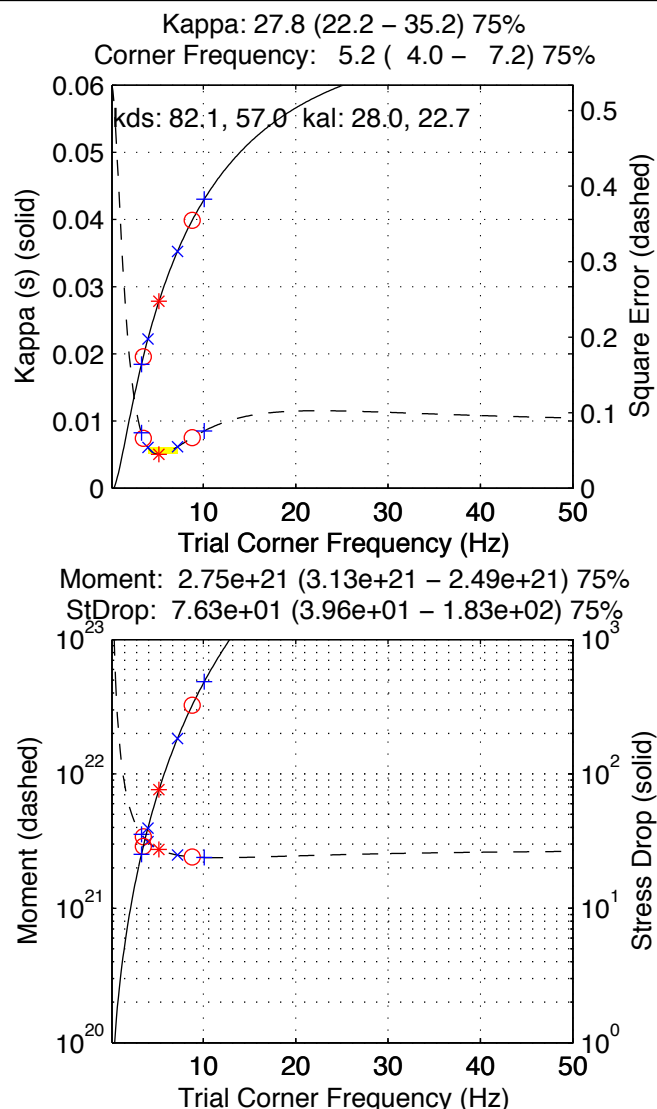 Kappa: 27.8 (22.2 – 35.2) 75%
Corner Frequency: 5.2 ( 4.0 – 7.2) 75%
kds: 82.1, 57.0 kal: 28.0, 22.7
Kappa (s) (solid)
0.06
0.05
0.04
0.03
0.02
0.01
0
Square Error (dashed)
0.5
0.4
0.3
0.2
0.1
0
10 20 30 40 50
Trial Corner Frequency (Hz)
Moment: 2.75e+21 (3.13e+21 – 2.49e+21) 75%
StDrop: 7.63e+01 (3.96e+01 – 1.83e+02) 75%
Moment (dashed)
10^23
10^22
10^21
10^20
Stress Drop (solid)
10^3
10^2
10^1
10^0
10 20 30 40 50
Trial Corner Frequency (Hz)